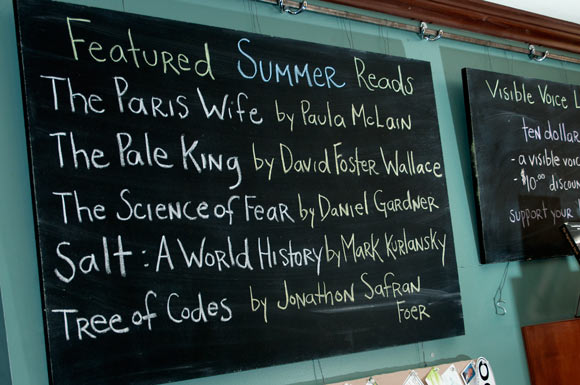 Featured Summer Reads
The Paris Wife by Paula McLain
The Pale King by David Foster Wallace
The Science of Fear by Daniel Gardner
Salt: A World History by Mark Kurlansky
Tree of Codes by Jonathon Safran
Foer
Visible Voice
ten dollar
- a visible
- $10.00
support your